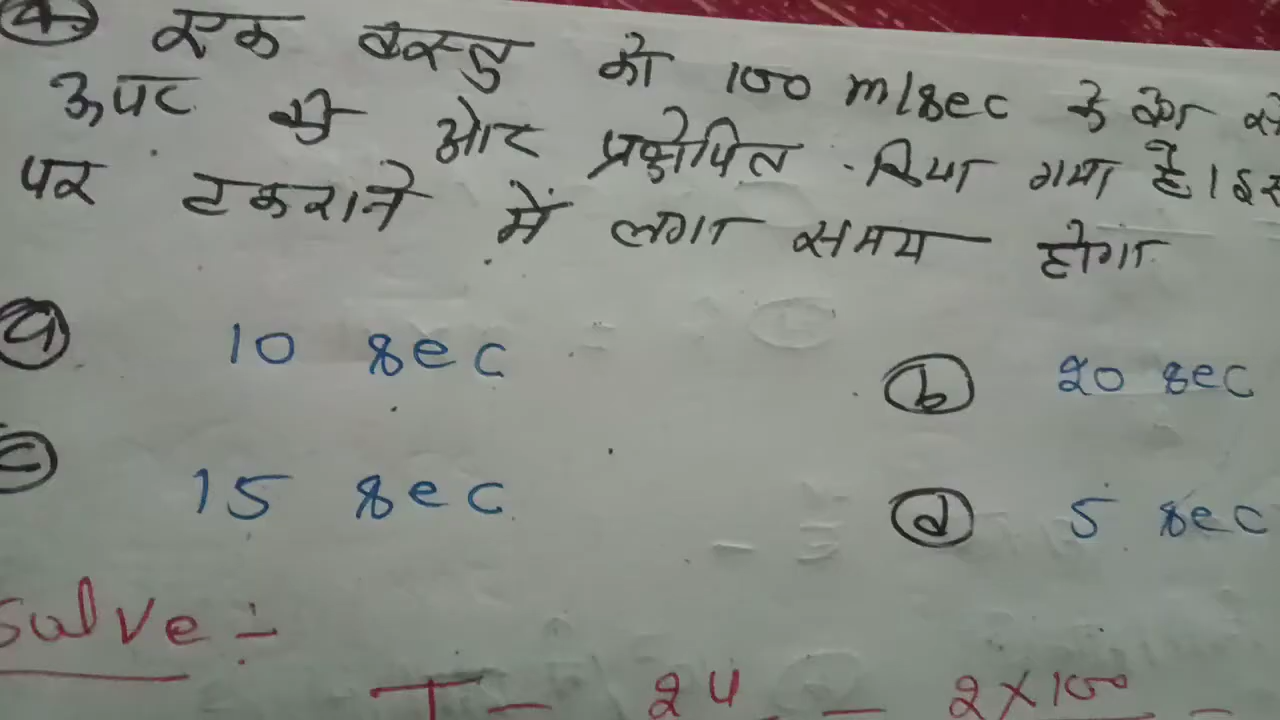 एक वस्तु को 100 m/sec के वेग से
ऊपर की ओर प्रक्षेपित किया गया है। इस
पर टकराने में लगा समय होगा
(a) 10 sec (b) 20 sec
(c) 15 sec (d) 5 sec
Solve :-
T = 2u = 2×100 =